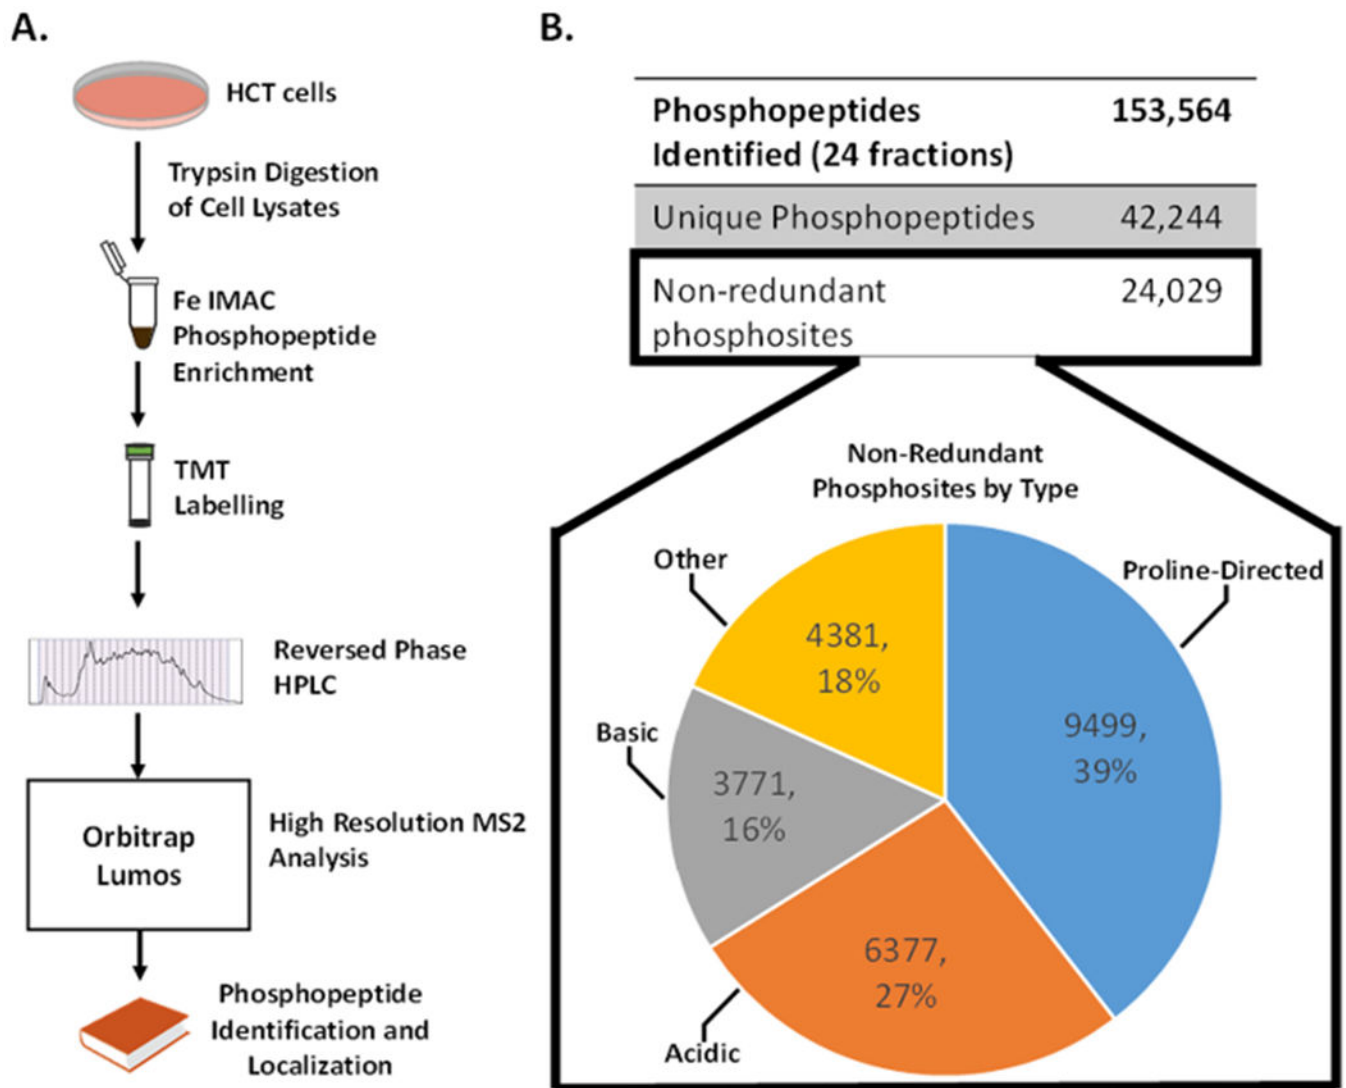 A.
HCT cells
Trypsin Digestion
of Cell Lysates
Fe IMAC
Phosphopeptide
Enrichment
TMT
Labelling
Reversed Phase
HPLC
Orbitrap
Lumos
High Resolution MS2
Analysis
Phosphopeptide
Identification and
Localization
B.
Phosphopeptides 153,564
Identified (24 fractions)
Unique Phosphopeptides 42,244
Non-redundant 24,029
phosphosites
Non-Redundant
Phosphosites by Type
Other
Proline-Directed
4381,
18%
9499,
39%
Basic
3771,
16%
6377,
27%
Acidic